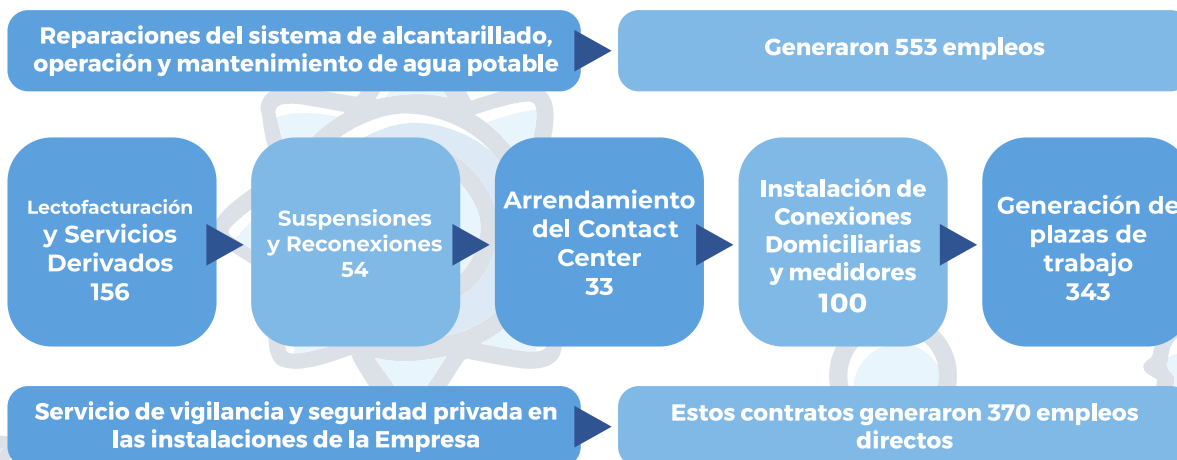 Reparaciones del sistema de alcantarillado,
operación y mantenimiento de agua potable
Generaron 553 empleos
Lectofacturación
y Servicios
Derivados
156
Suspensiones
y Reconexiones
54
Arrendamiento
del Contact
Center
33
Instalación de
Conexiones
Domiciliarias
y medidores
100
Generación de
plazas de
trabajo
343
Servicio de vigilancia y seguridad privada en
las instalaciones de la Empresa
Estos contratos generaron 370 empleos
directos